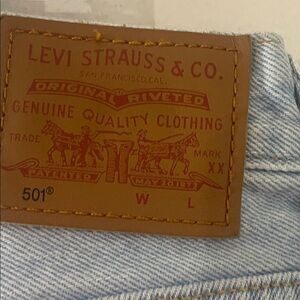 LEVI STRAUSS & CO.
SAN FRANCISCO, CAL.
ORIGINAL RIVETED
GENUINE QUALITY CLOTHING
TRADE MARK
XX
PATENTED MAY 20 1873
501®
W L